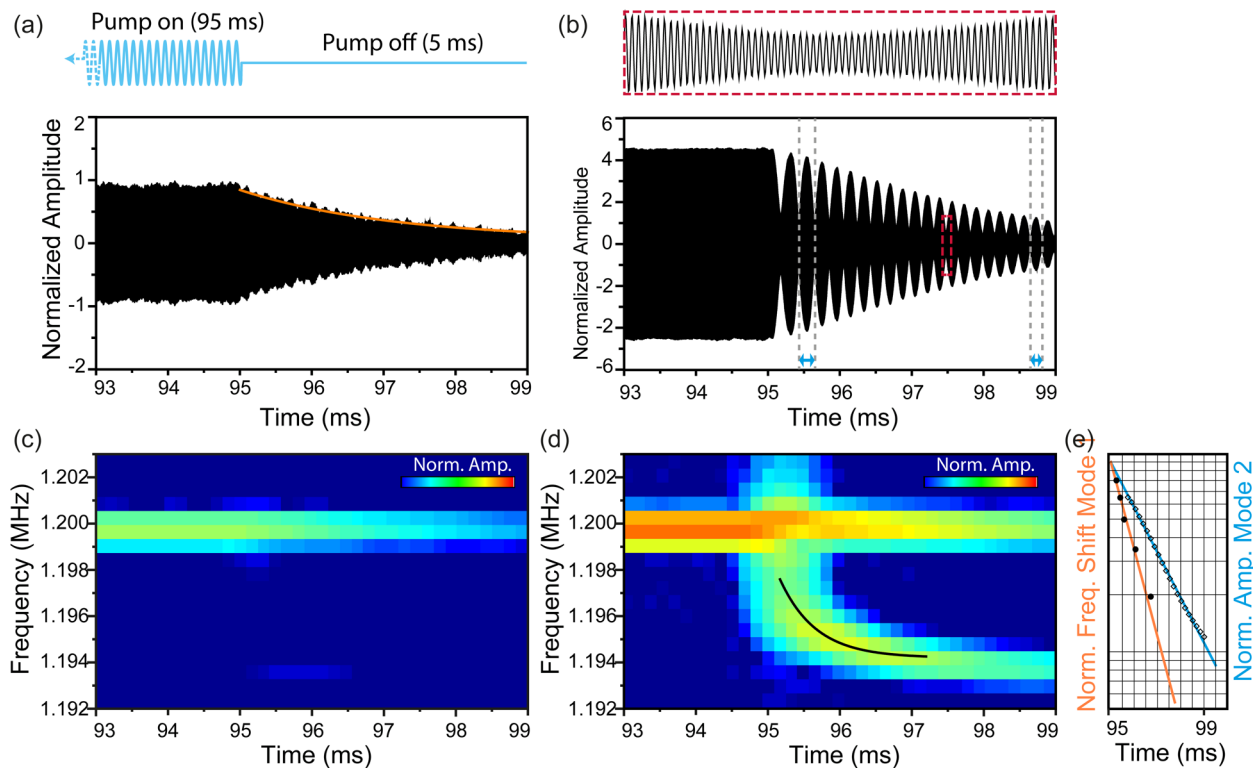 (a)
Pump on (95 ms)
Pump off (5 ms)
Normalized Amplitude
2
1
0
-1
-2
93 94 95 96 97 98 99
Time (ms)
(b)
Normalized Amplitude
6
4
2
0
-2
-2
-6
93 94 95 96 97 98 99
Time (ms)
(c)
Norm. Amp.
Frequency (MHz)
1.202
1.200
1.198
1.196
1.194
1.192
93 94 95 96 97 98 99
Time (ms)
(d)
Norm. Amp.
Frequency (MHz)
1.202
1.200
1.198
1.196
1.194
1.192
93 94 95 96 97 98 99
Time (ms)
(e)
Norm. Freq. Shift Mode
Norm. Amp. Mode 2
95 99
Time (ms)